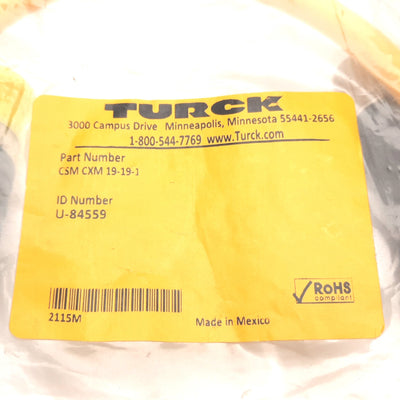 TURCK
3000 Campus Drive Minneapolis, Minnesota 55441-2656
1-800-544-7769 www.Turck.com
Part Number
CSM CXM 19-19-1
ID Number
U-84559
RoHS
compliant
2115M
Made in Mexico